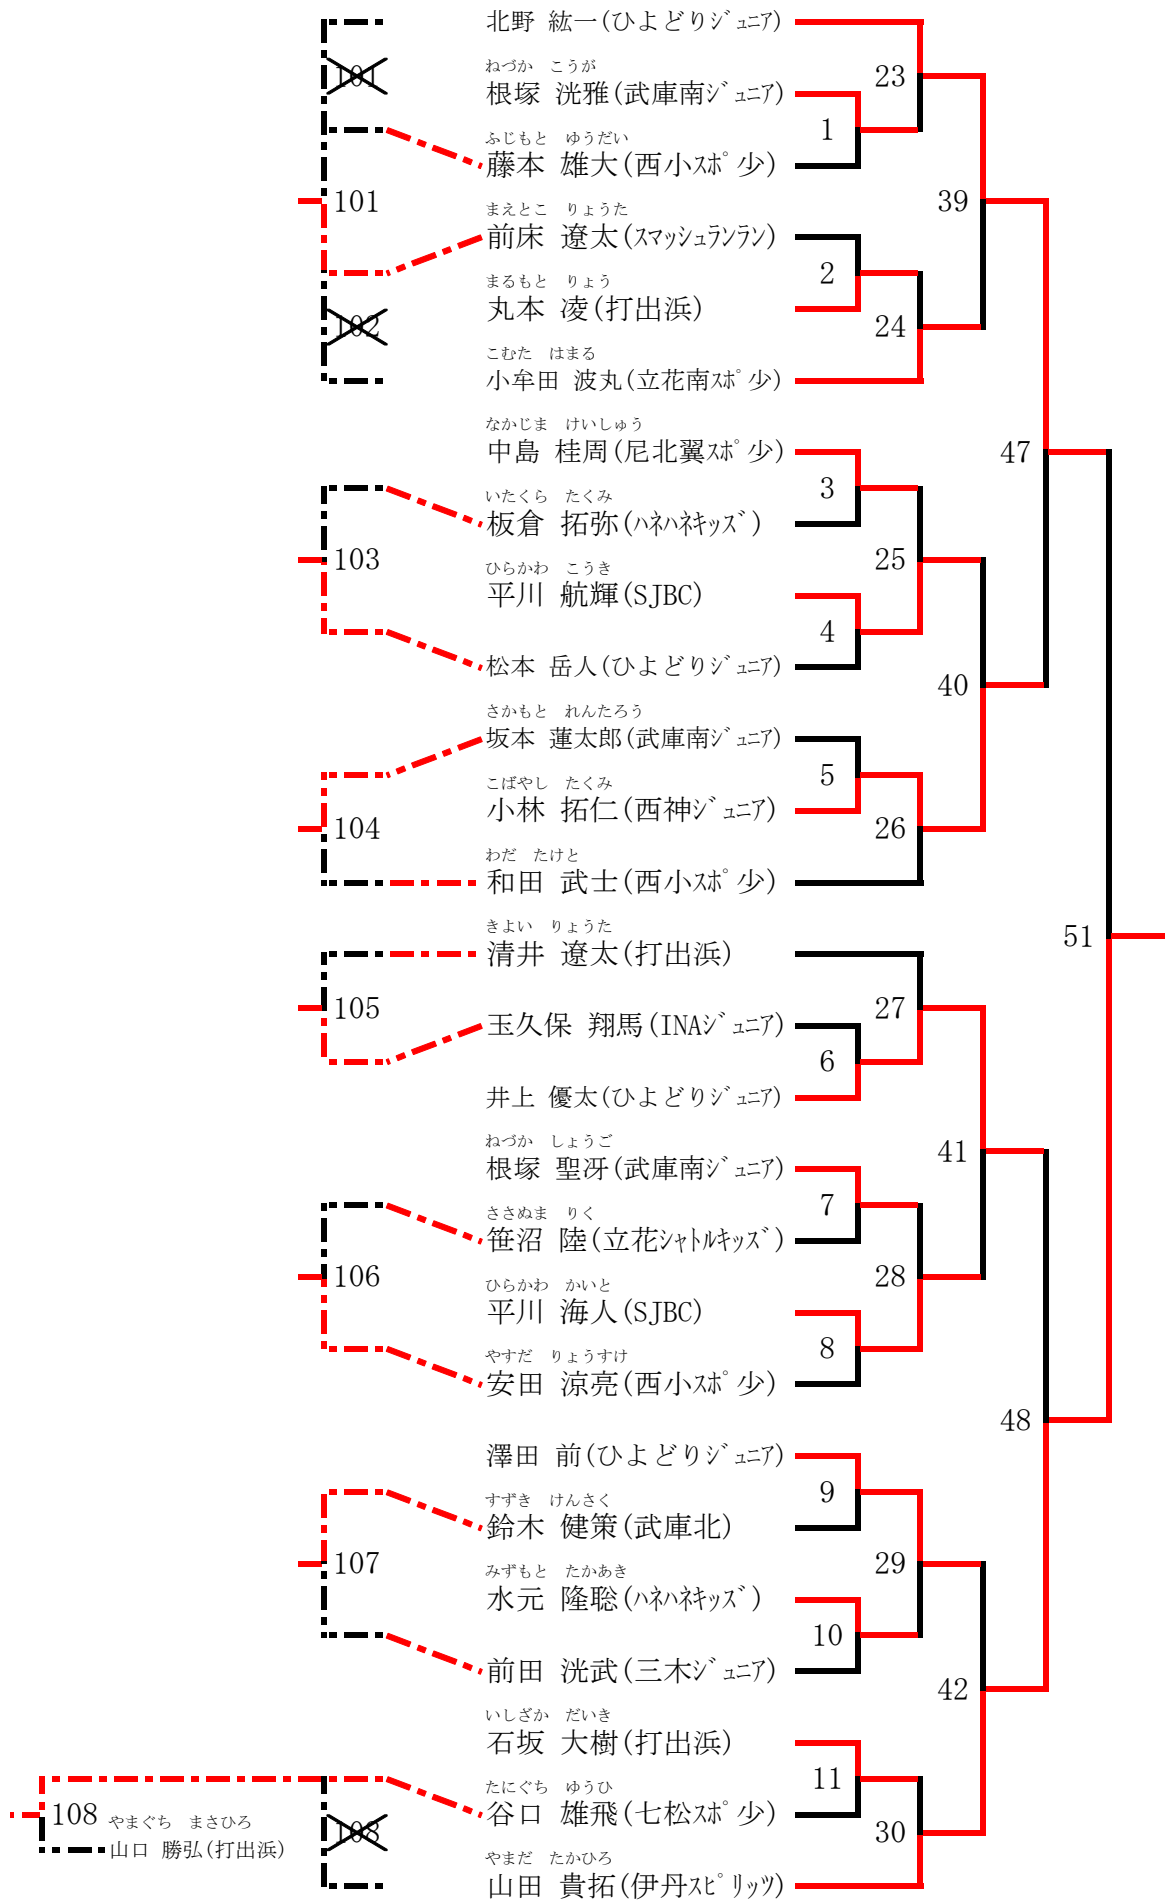 北野 紘一(ひよどりジュニア)
101
23
ねづか こうが
根塚 洸雅(武庫南ジュニア)
1
ふじもと ゆうだい
藤本 雄大(西小スポ少)
101
39
まえとこ りょうた
前床 遼太(スマッシュランラン)
2
まるもと りょう
丸本 凌(打出浜)
102
24
こむた はまる
小牟田 波丸(立花南スポ少)
なかじま けいしゅう
中島 桂周(尼北翼スポ少)
47
3
いたくら たくみ
板倉 拓弥(ハネハネキッズ)
103
25
ひらかわ こうき
平川 航輝(SJBC)
4
松本 岳人(ひよどりジュニア)
40
さかもと れんたろう
坂本 蓮太郎(武庫南ジュニア)
5
こばやし たくみ
小林 拓仁(西神ジュニア)
104
26
わだ たけと
和田 武士(西小スポ少)
きよい りょうた
清井 遼太(打出浜)
51
105
27
玉久保 翔馬(INAジュニア)
6
井上 優太(ひよどりジュニア)
ねづか しょうご
根塚 聖冴(武庫南ジュニア)
41
7
ささぬま りく
笹沼 陸(立花シャトルキッズ)
106
28
ひらかわ かいと
平川 海人(SJBC)
8
やすだ りょうすけ
安田 涼亮(西小スポ少)
48
澤田 前(ひよどりジュニア)
9
すずき けんさく
鈴木 健策(武庫北)
107
29
みずもと たかあき
水元 隆聡(ハネハネキッズ)
10
前田 洸武(三木ジュニア)
42
いしざか だいき
石坂 大樹(打出浜)
11
たにぐち ゆうひ
谷口 雄飛(七松スポ少)
108
やまぐち まさひろ
山口 勝弘(打出浜)
108
30
やまだ たかひろ
山田 貴拓(伊丹スピリッツ)